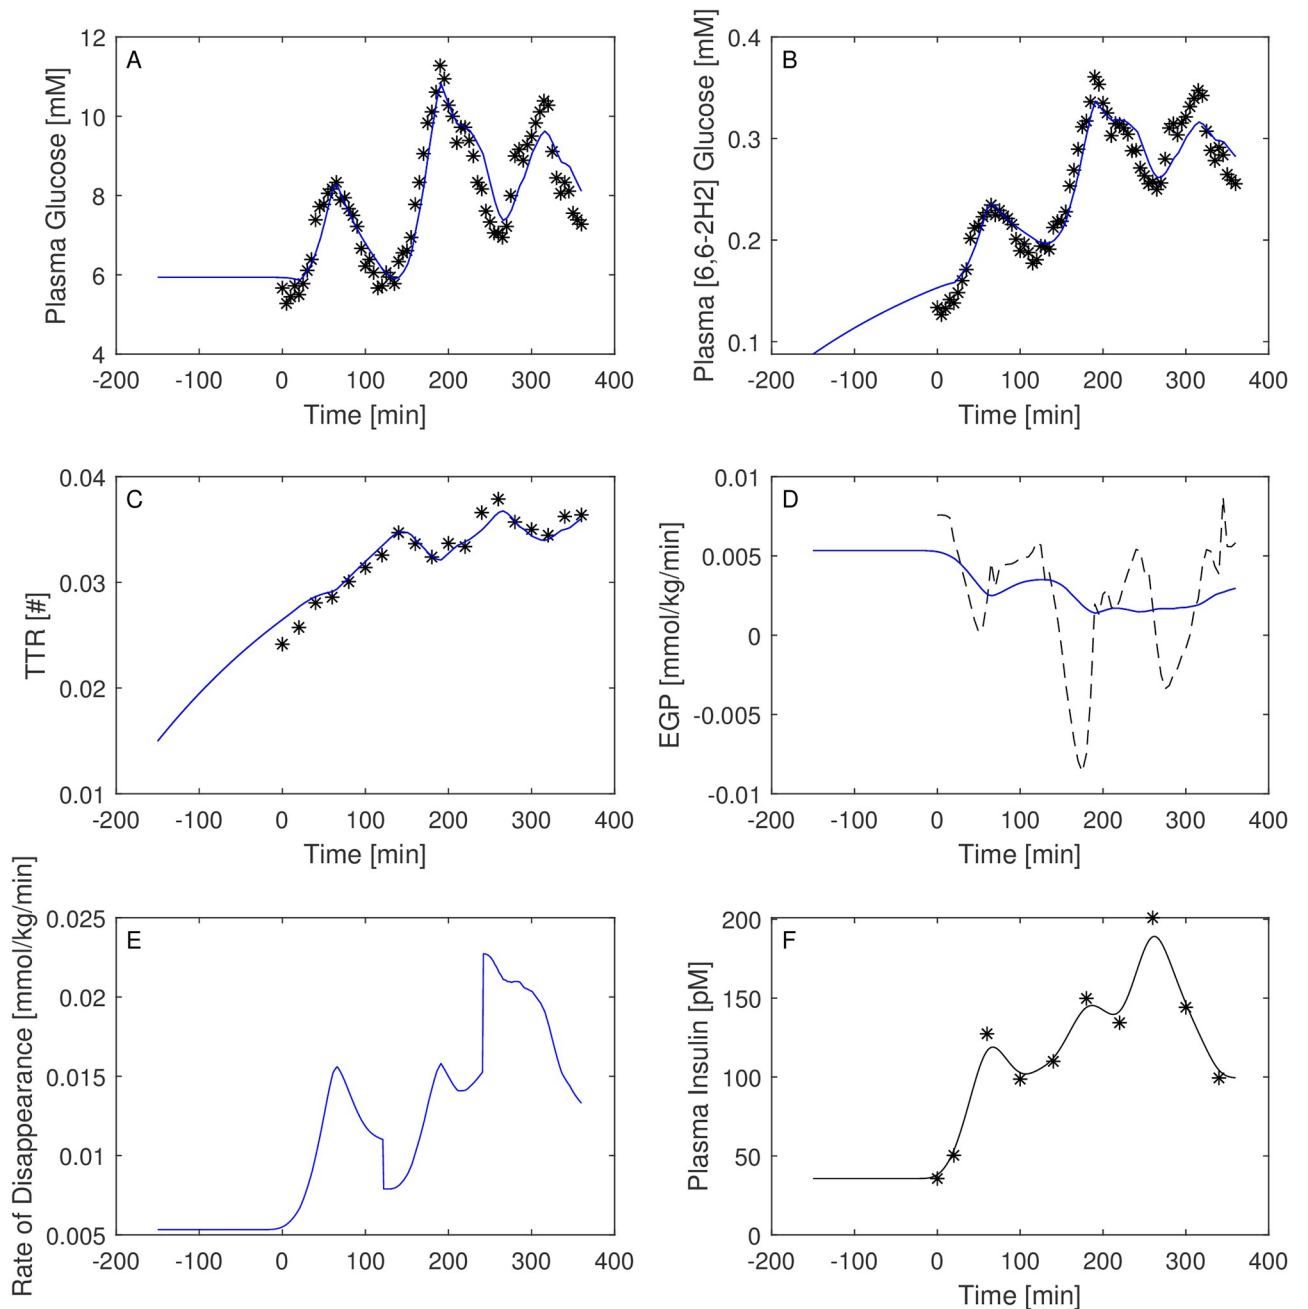 A
Plasma Glucose [mM]
12
10
8
6
4
-200 -100 0 100 200 300 400
Time [min]
B
Plasma [6,6-2H2] Glucose [mM]
0.4
0.3
0.2
0.1
-200 -100 0 100 200 300 400
Time [min]
C
TTR [#]
0.04
0.03
0.02
0.01
-200 -100 0 100 200 300 400
Time [min]
D
EGP [mmol/kg/min]
0.01
0.005
0
-0.005
-0.01
-200 -100 0 100 200 300 400
Time [min]
E
Rate of Disappearance [mmol/kg/min]
0.025
0.02
0.015
0.01
0.005
-200 -100 0 100 200 300 400
F
Plasma Insulin [pM]
200
150
100
50
0
-200 -100 0 100 200 300 400
Time [min]